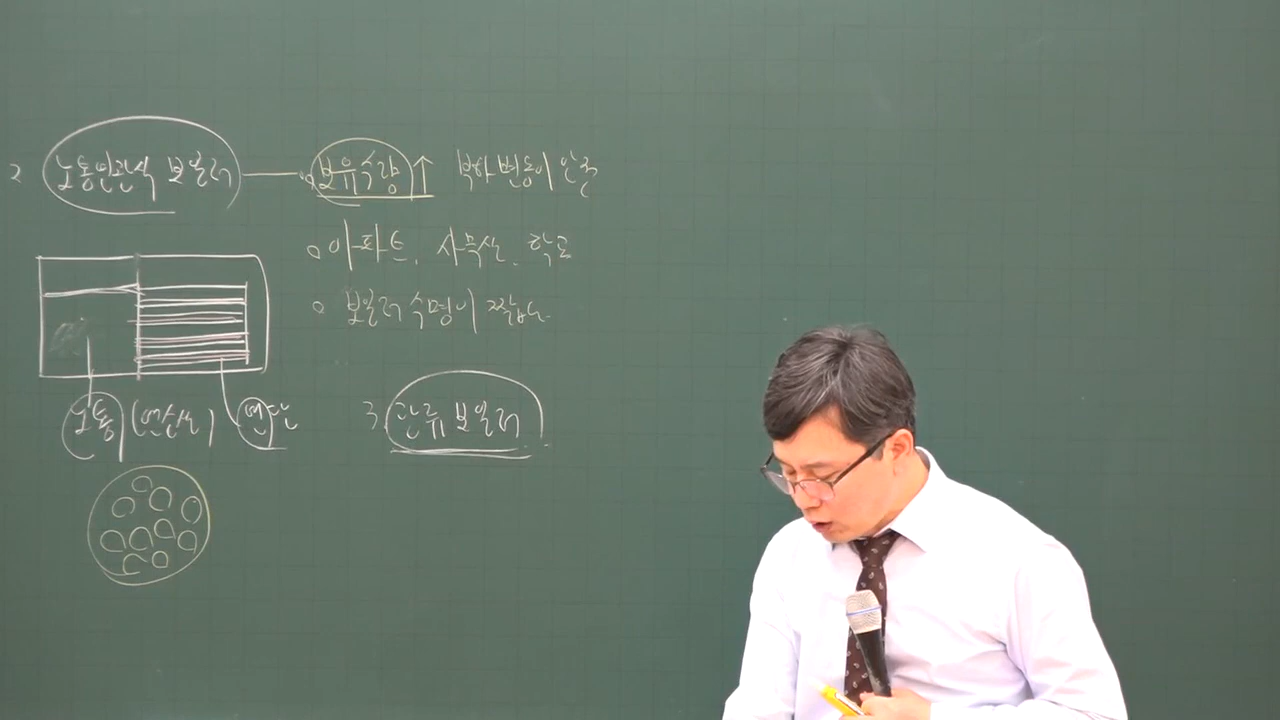 2 노통연관식 보일러
보유수량↑ 부하변동이 안전
아파트, 사무실, 학교
보일러 수명이 짧다.
노통 (연소실) 연관
3. 관류 보일러